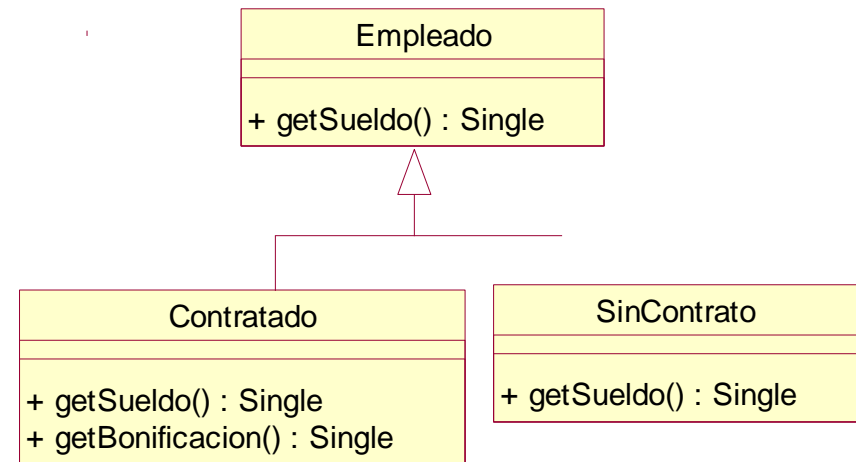 Empleado
+ getSueldo() : Single
Contratado
+ getSueldo() : Single
+ getBonificacion() : Single
SinContrato
+ getSueldo() : Single